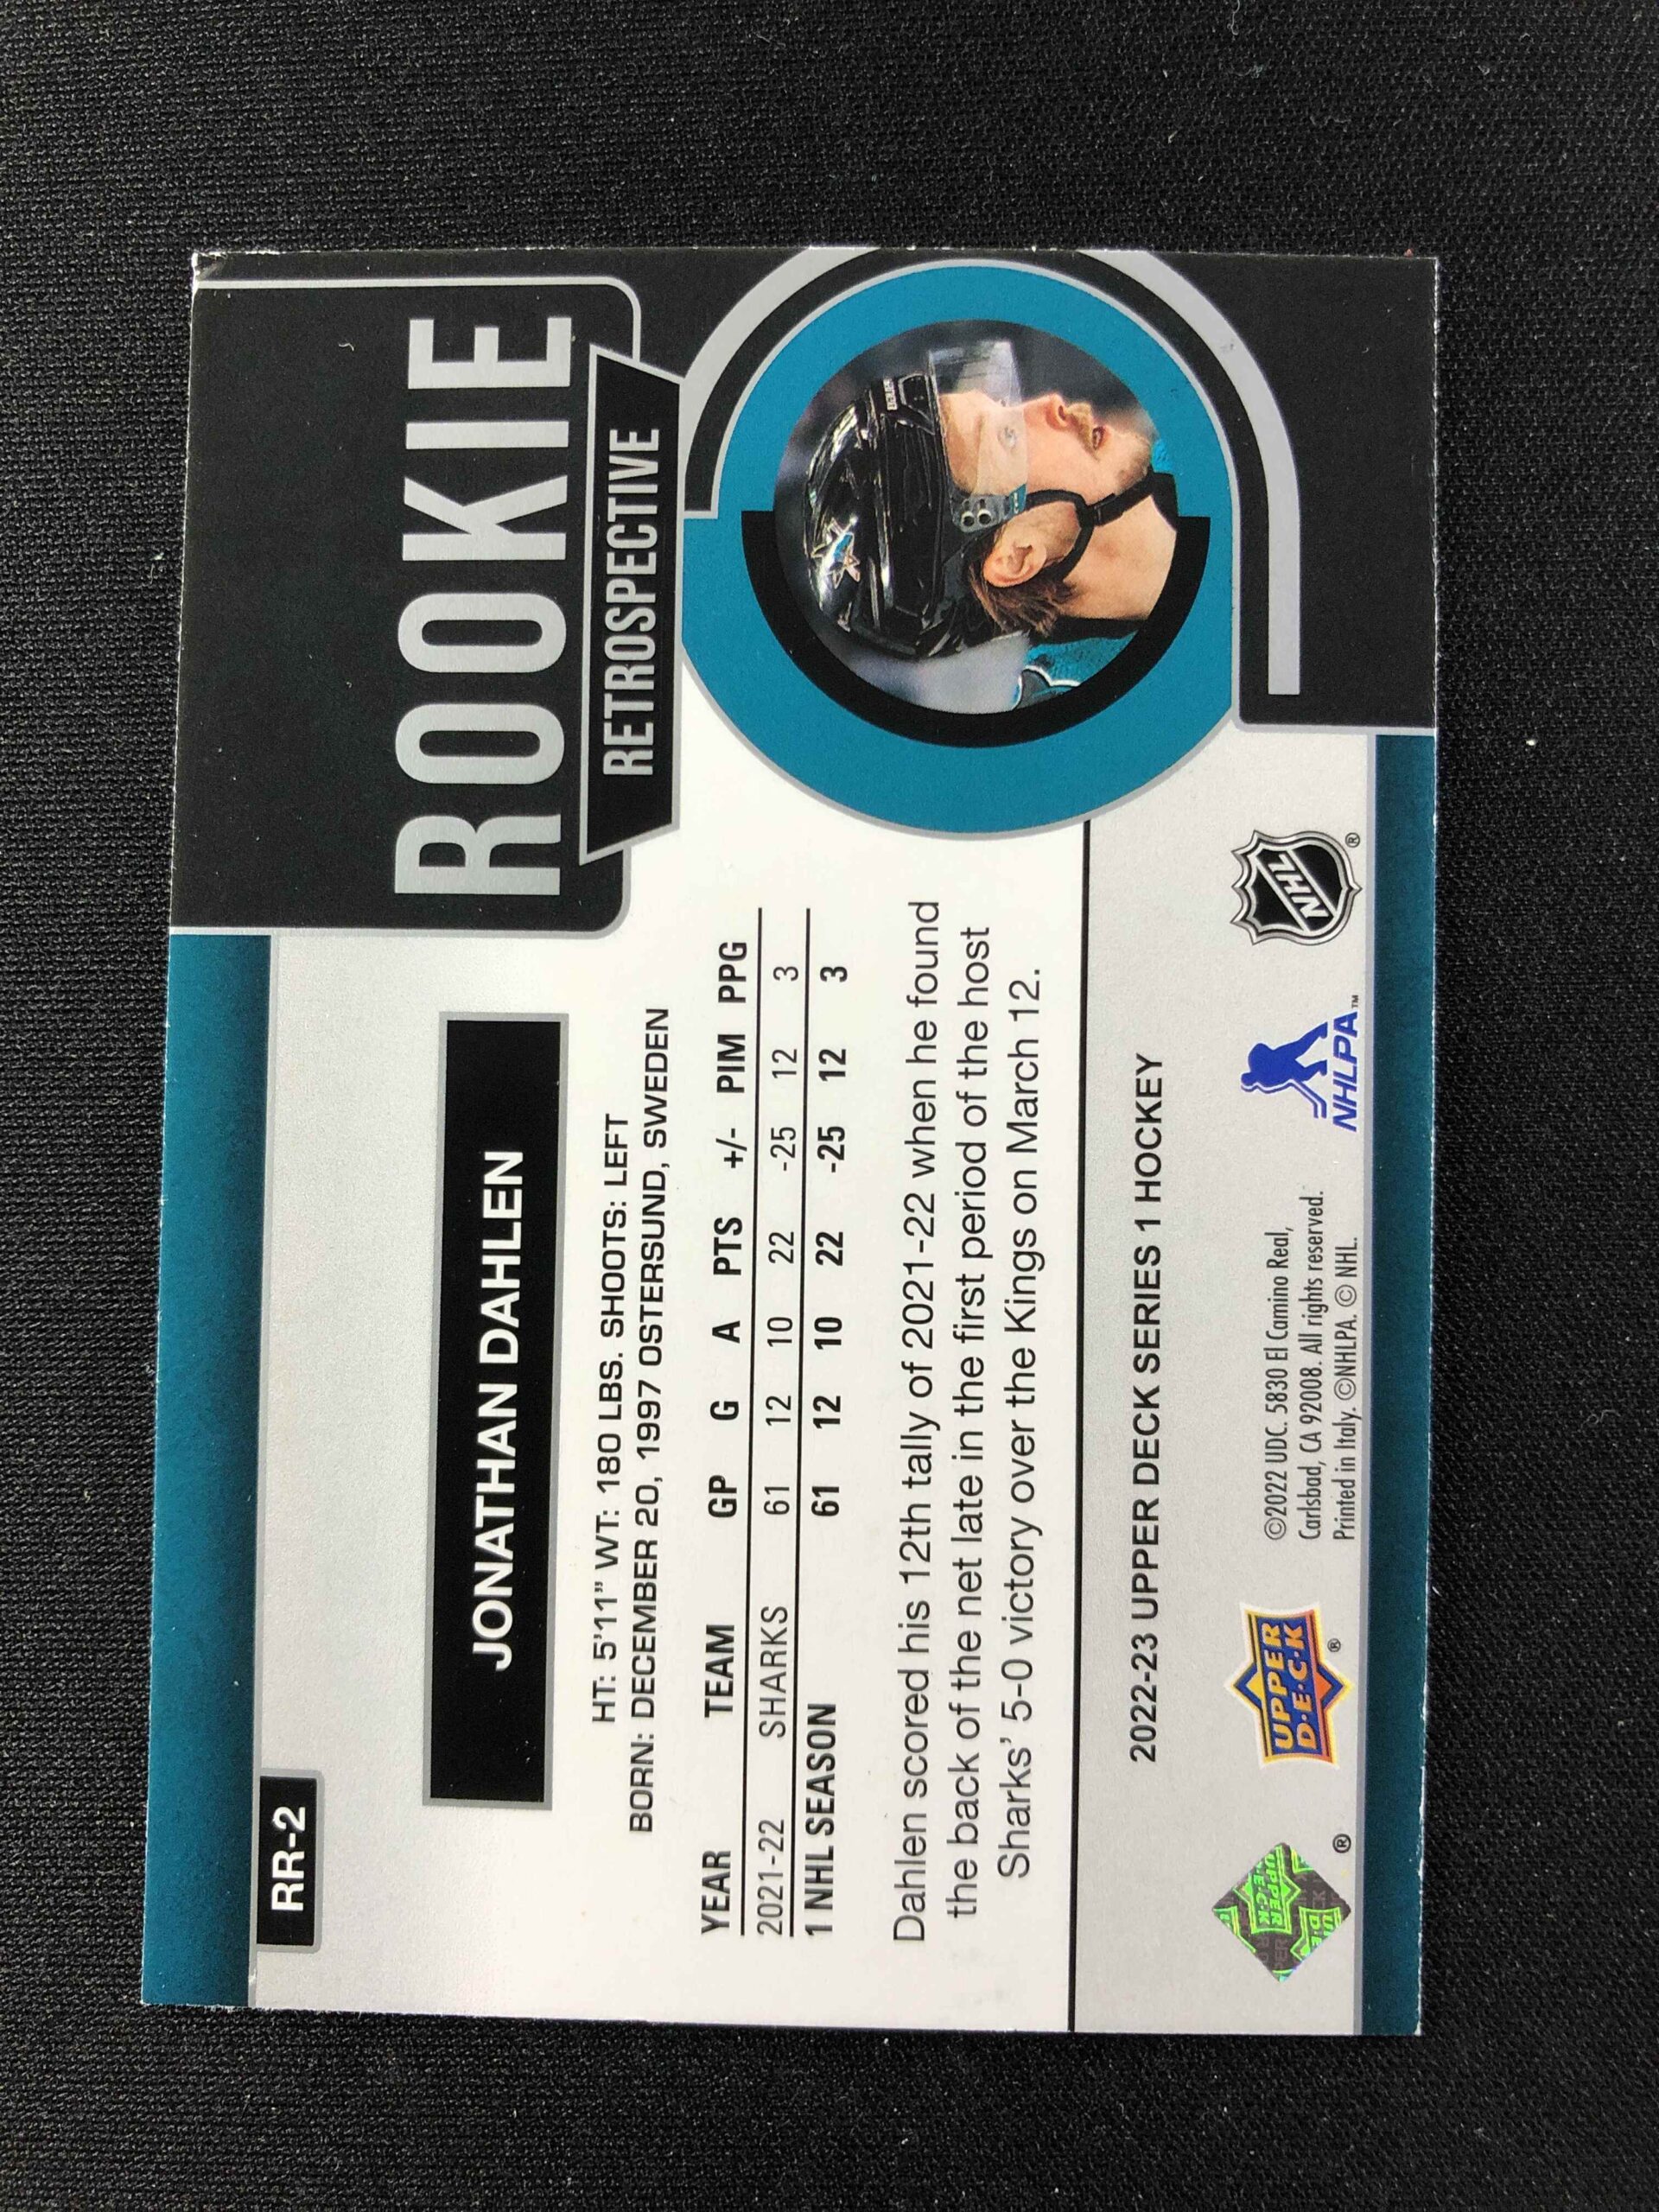 RR-2
ROOKIE
RETROSPECTIVE
JONATHAN DAHLEN
HT: 5'11" WT: 180 LBS. SHOOTS: LEFT
BORN: DECEMBER 20, 1997 OSTERSUND, SWEDEN
YEAR TEAM GP G A PTS +/- PIM PPG
2021-22 SHARKS 61 12 10 22 -25 12 3
1 NHL SEASON 61 12 10 22 -25 12 3
Dahlen scored his 12th tally of 2021-22 when he found
the back of the net late in the first period of the host
Sharks' 5-0 victory over the Kings on March 12.
2022-23 UPPER DECK SERIES 1 HOCKEY
UPPER
D•E•C•K
®
®
©2022 UDC. 5830 El Camino Real,
Carlsbad, CA 92008. All rights reserved.
Printed in Italy. ©NHLPA. © NHL.
NHLPA™
NHL
®